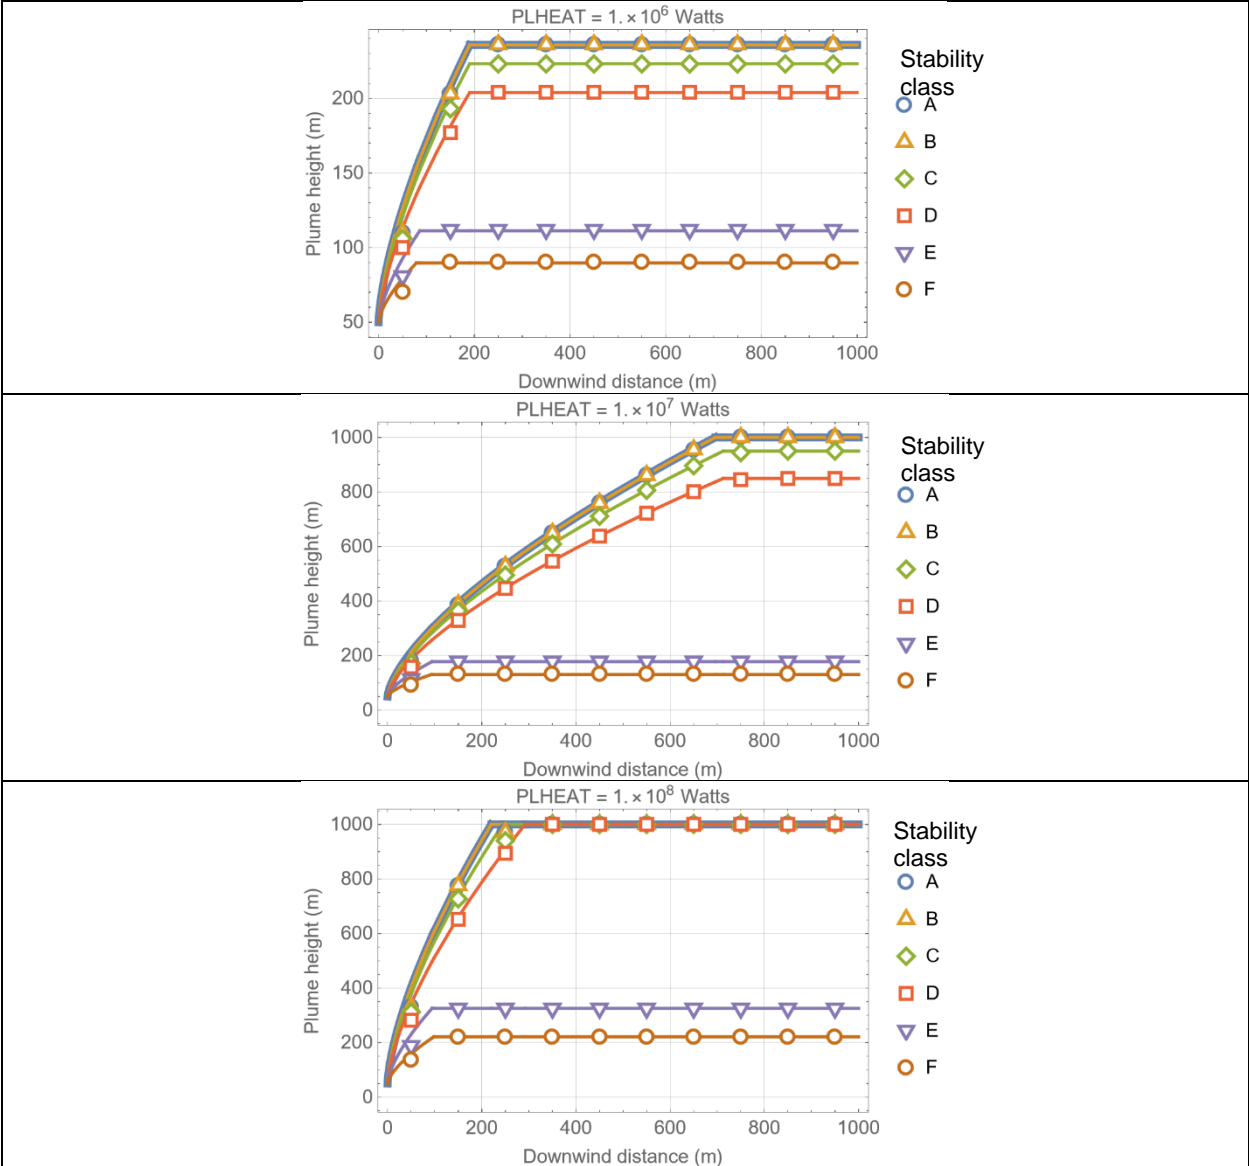 PLHEAT = 1. × 10⁶ Watts
Plume height (m)
200
150
100
50
0 200 400 600 800 1000
Downwind distance (m)
Stability
class
A
B
C
D
E
F
PLHEAT = 1. × 10⁷ Watts
Plume height (m)
1000
800
600
400
200
0
0 200 400 600 800 1000
Downwind distance (m)
Stability
class
A
B
C
D
E
F
PLHEAT = 1. × 10⁸ Watts
Plume height (m)
1000
800
600
400
200
0
0 200 400 600 800 1000
Downwind distance (m)
Stability
class
A
B
C
D
E
F